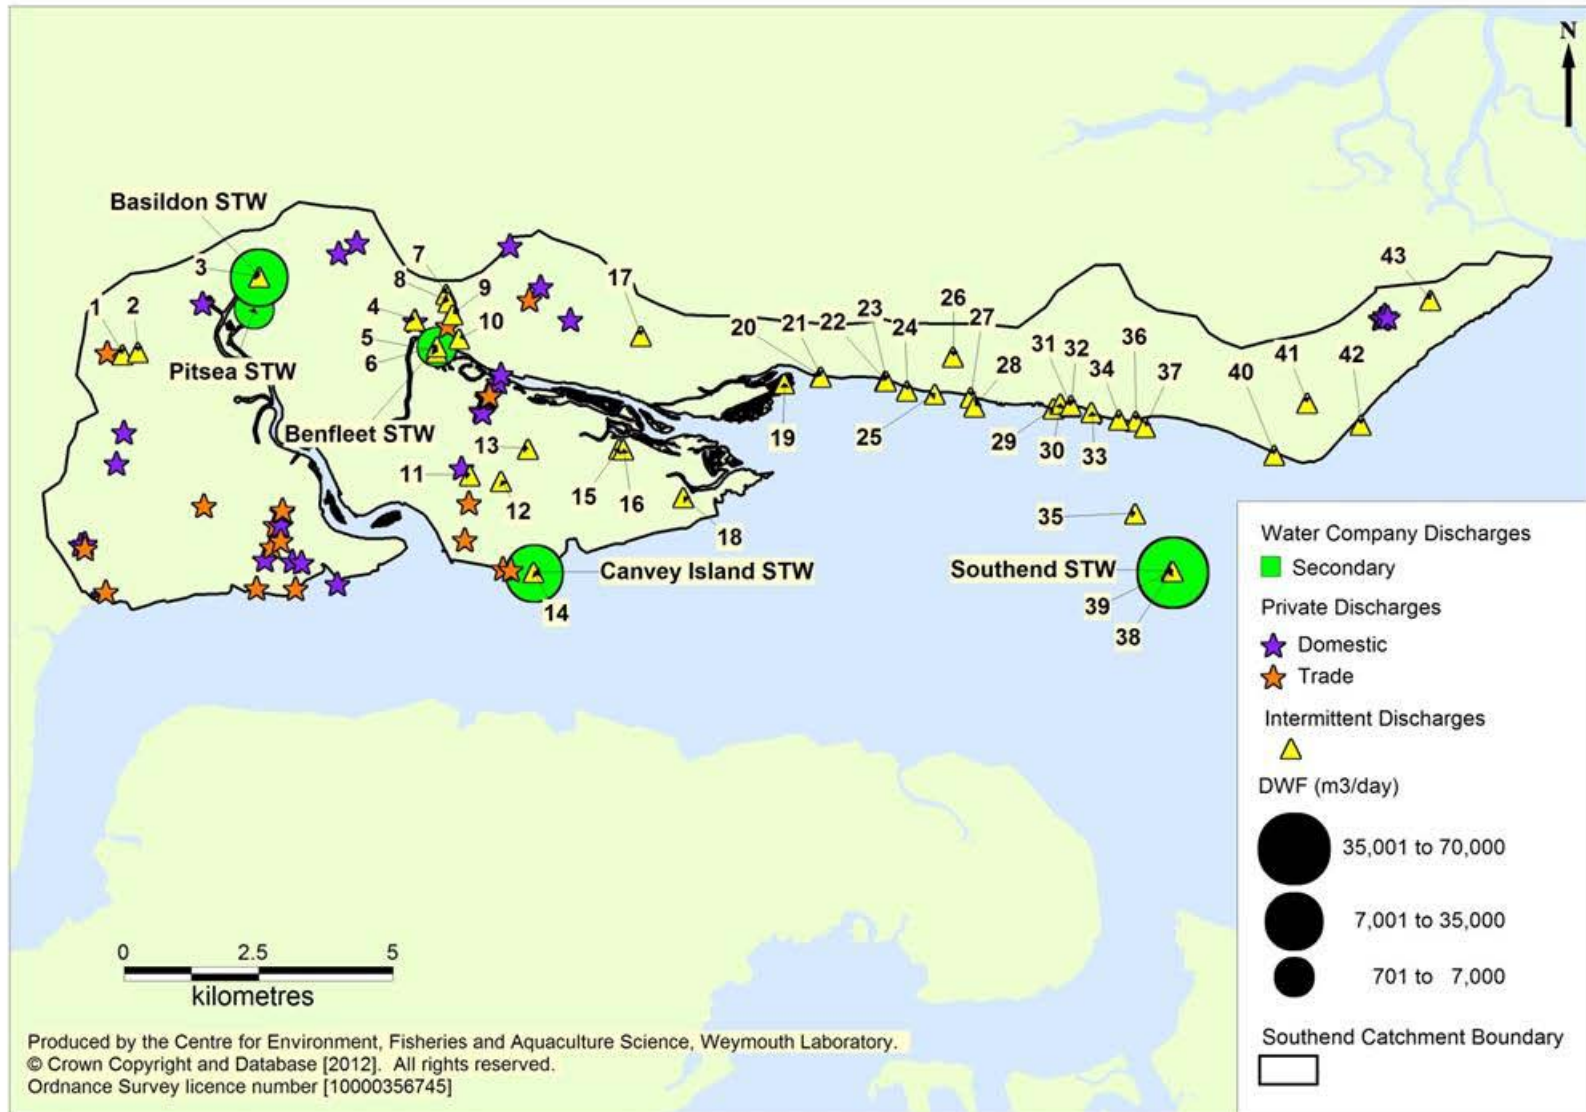 N
Basildon STW
3
1
2
Pitsea STW
7
8
9
4
10
5
6
Benfleet STW
17
13
11
12
15
16
18
Canvey Island STW
14
20
21
22
23
24
26
27
28
31
32
34
36
37
40
41
42
43
19
25
29
30
33
35
Southend STW
39
38
Water Company Discharges
Secondary
Private Discharges
Domestic
Trade
Intermittent Discharges
DWF (m3/day)
35,001 to 70,000
7,001 to 35,000
701 to 7,000
Southend Catchment Boundary
0 2.5 5
kilometres
Produced by the Centre for Environment, Fisheries and Aquaculture Science, Weymouth Laboratory.
© Crown Copyright and Database [2012]. All rights reserved.
Ordnance Survey licence number [10000356745]